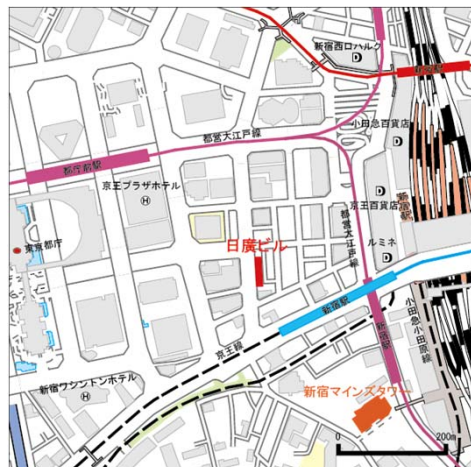 新宿西口ハルク
D
小田急百貨店
D
都営大江戸線
都庁前駅
京王プラザホテル
H
京王百貨店
D
東京都庁
日廣ビル
都営大江戸線
ルミネ
D
新宿駅
京王線
新宿駅
小田急小田原線
新宿ワシントンホテル
H
新宿マインズタワー
0
200m